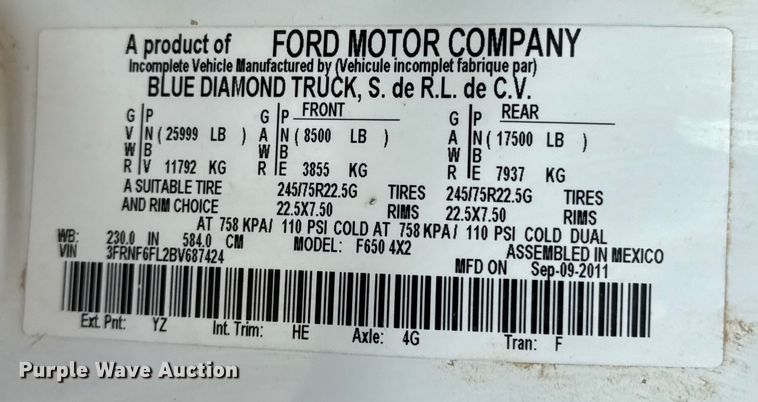 A product of FORD MOTOR COMPANY
Incomplete Vehicle Manufactured by (Vehicule incomplet fabrique par)
BLUE DIAMOND TRUCK, S. de R.L. de C.V.
FRONT REAR
G P G P G P
V N ( 25999 LB ) A N ( 8500 LB ) A N ( 17500 LB )
W B W B W B
R V 11792 KG R E 3855 KG R E 7937 KG
A SUITABLE TIRE 245/75R22.5G TIRES 245/75R22.5G TIRES
AND RIM CHOICE 22.5X7.50 RIMS 22.5X7.50 RIMS
AT 758 KPA/ 110 PSI COLD AT 758 KPA/ 110 PSI COLD DUAL
WB: 230.0 IN 584.0 CM MODEL: F650 4X2 ASSEMBLED IN MEXICO
VIN 3FRNF6FL2BV687424 MFD ON Sep-09-2011
Ext. Pnt: YZ Int. Trim: HE Axle: 4G Tran: F
Purple Wave Auction